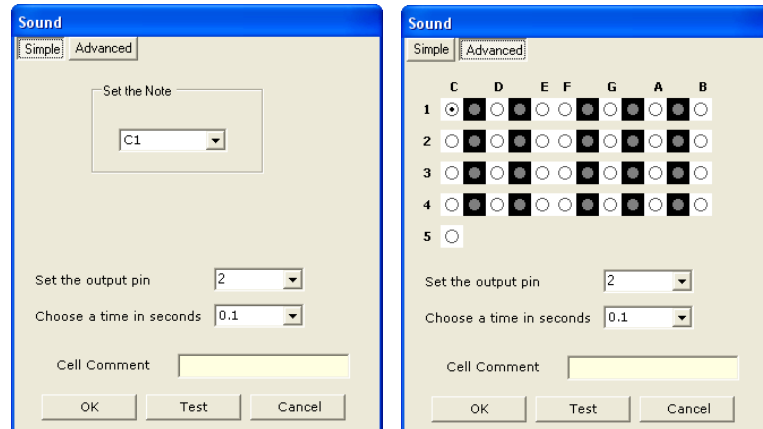 Sound
Simple Advanced
Set the Note
C1
Set the output pin 2
Choose a time in seconds 0.1
Cell Comment
OK Test Cancel
Sound
Simple Advanced
C D E F G A B
1
2
3
4
5
Set the output pin 2
Choose a time in seconds 0.1
Cell Comment
OK Test Cancel